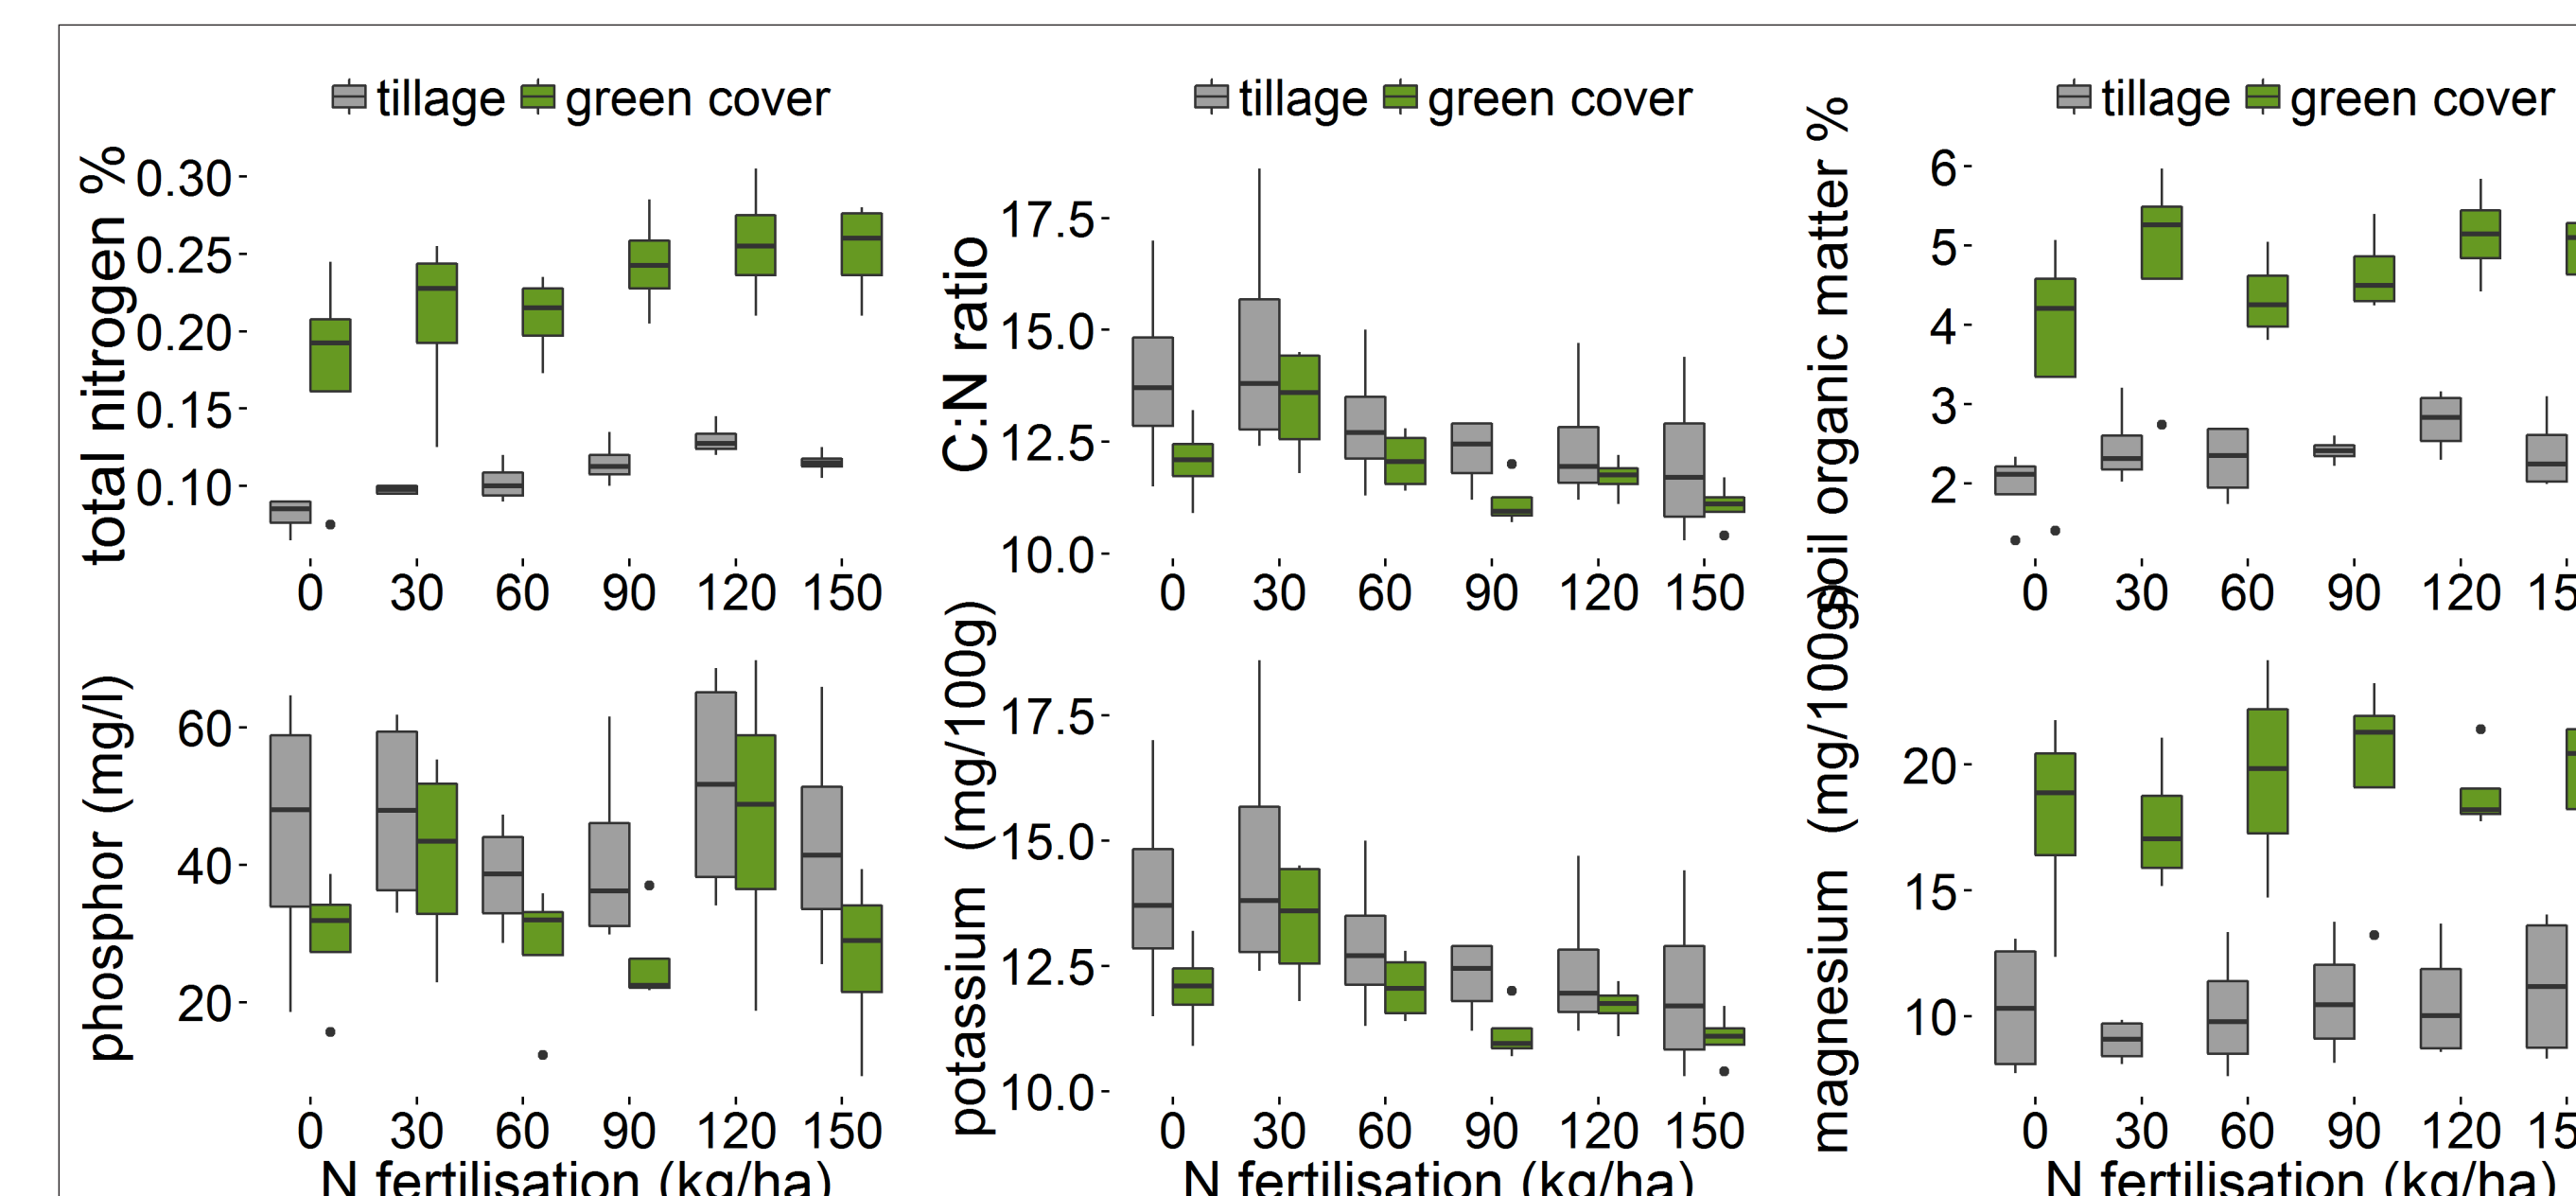 tillage green cover
total nitrogen %
0.30
0.25
0.20
0.15
0.10
0 30 60 90 120 150
tillage green cover
C:N ratio
17.5
15.0
12.5
10.0
0 30 60 90 120 150
tillage green cover
soil organic matter %
6
5
4
3
2
0 30 60 90 120 15
phosphor (mg/l)
60
40
20
0 30 60 90 120 150
N fertilisation (kg/ha)
potassium (mg/100g)
17.5
15.0
12.5
10.0
0 30 60 90 120 150
N fertilisation (kg/ha)
magnesium (mg/100g)
20
15
10
0 30 60 90 120 15
N fertilisation (kg/ha)